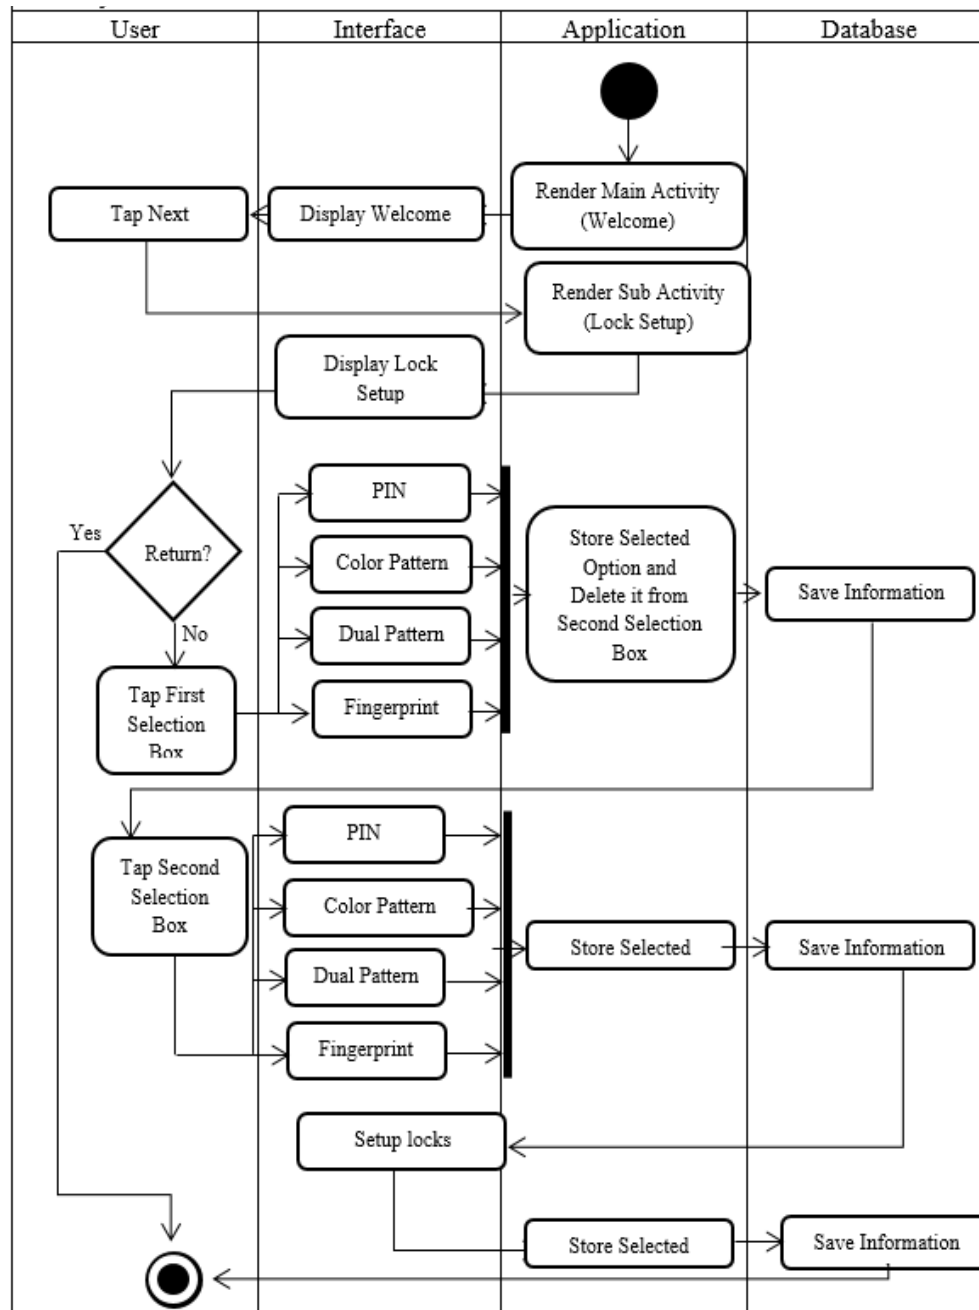 User
Interface
Application
Database
Render Main Activity
(Welcome)
Display Welcome
Tap Next
Render Sub Activity
(Lock Setup)
Display Lock
Setup
Return?
Yes
No
Tap First
Selection
Box
PIN
Color Pattern
Dual Pattern
Fingerprint
Store Selected
Option and
Delete it from
Second Selection
Box
Save Information
Tap Second
Selection
Box
PIN
Color Pattern
Dual Pattern
Fingerprint
Store Selected
Save Information
Setup locks
Store Selected
Save Information